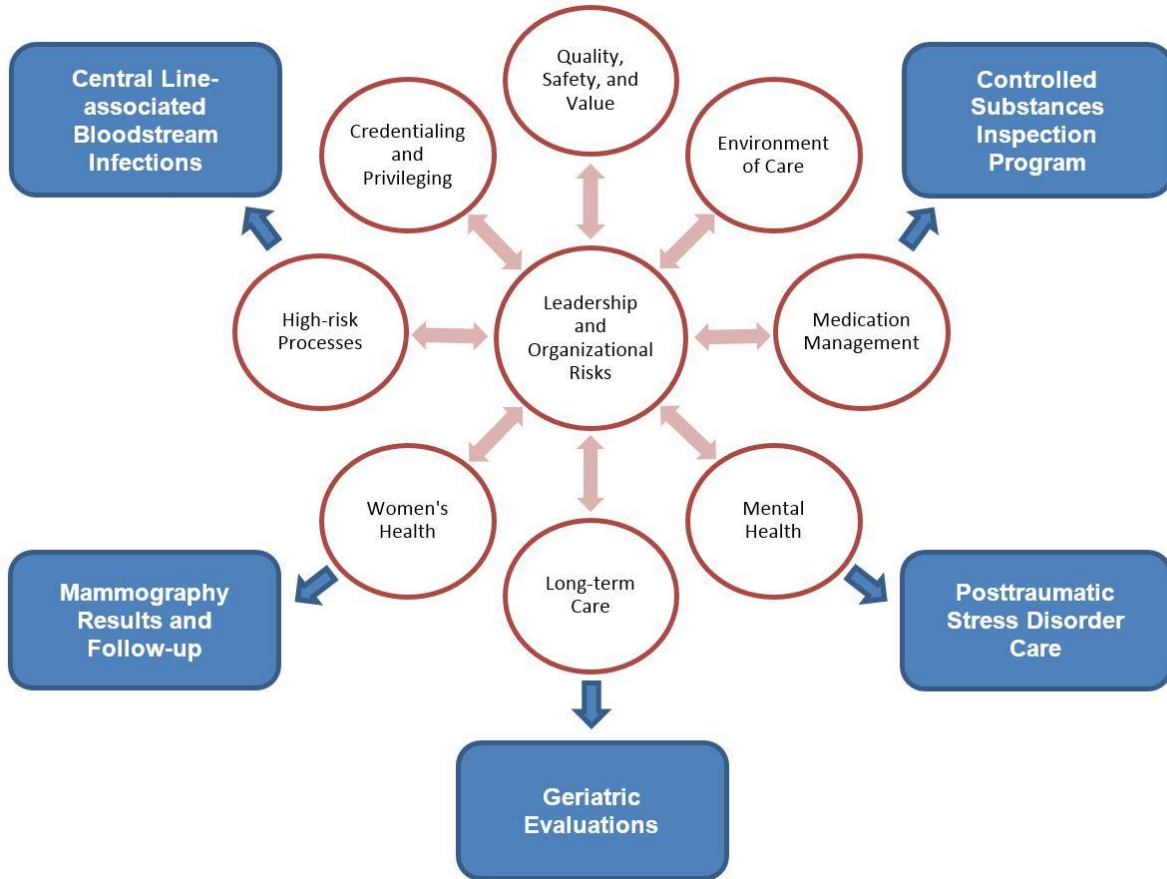 Quality,
Safety, and
Value
Central Line-
associated
Bloodstream
Infections
Controlled
Substances
Inspection
Program
Credentialing
and
Privileging
Environment
of Care
High-risk
Processes
Leadership
and
Organizational
Risks
Medication
Management
Women's
Health
Mental
Health
Long-term
Care
Mammography
Results and
Follow-up
Posttraumatic
Stress Disorder
Care
Geriatric
Evaluations